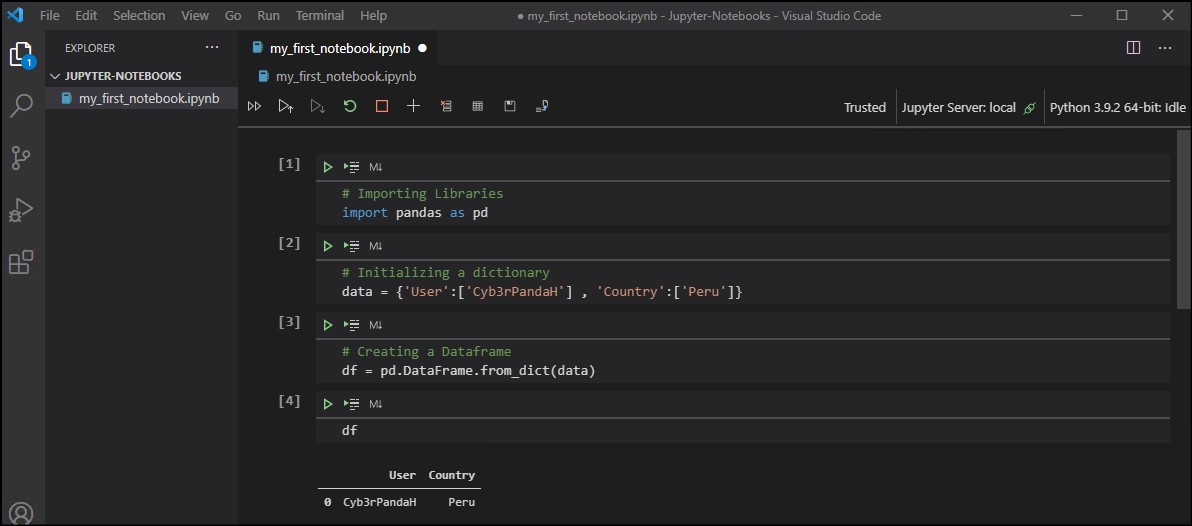 File Edit Selection View Go Run Terminal Help ● my_first_notebook.ipynb - Jupyter-Notebooks - Visual Studio Code
EXPLORER ···
my_first_notebook.ipynb ●
1
JUPYTER-NOTEBOOKS
my_first_notebook.ipynb
my_first_notebook.ipynb
Trusted Jupyter Server: local Python 3.9.2 64-bit: Idle
[1] M↓
# Importing Libraries
import pandas as pd
[2] M↓
# Initializing a dictionary
data = {'User':['Cyb3rPandaH'] , 'Country':['Peru']}
[3] M↓
# Creating a Dataframe
df = pd.DataFrame.from_dict(data)
[4] M↓
df
User Country
0 Cyb3rPandaH Peru